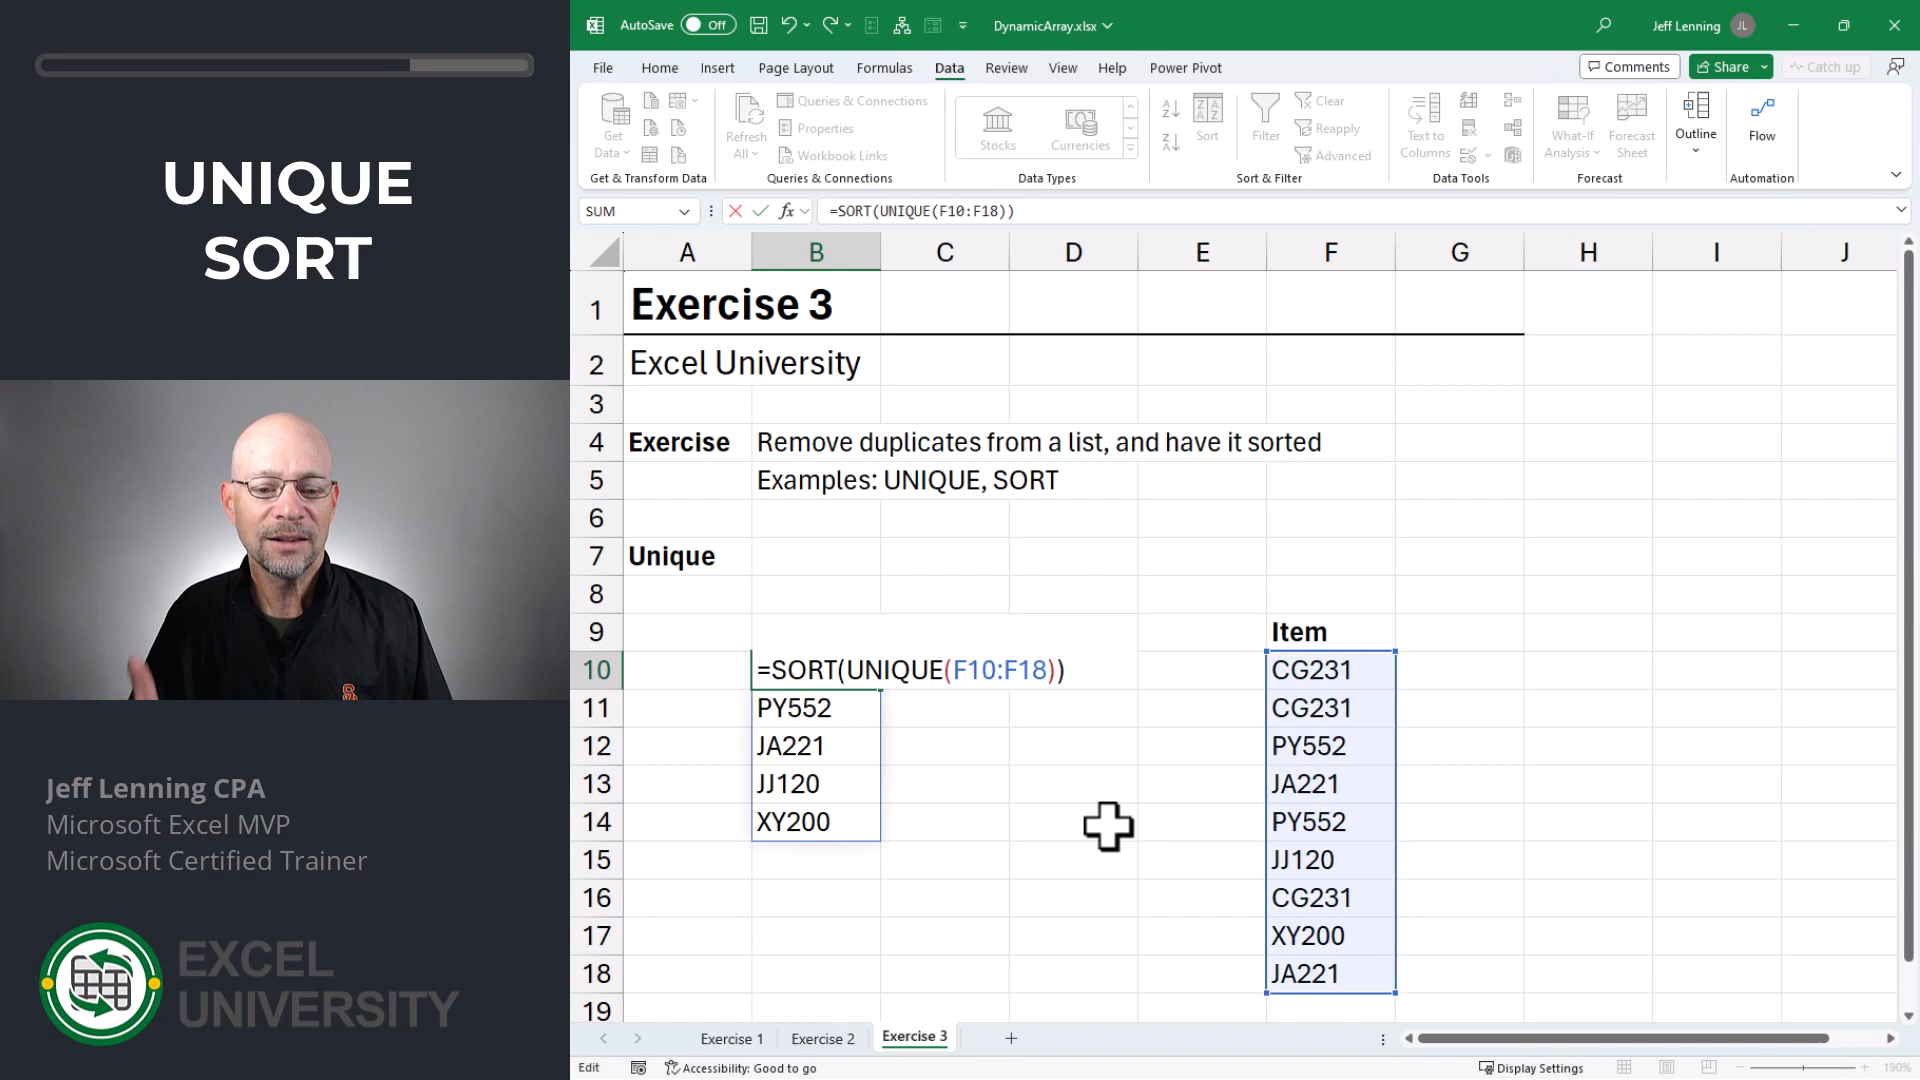 UNIQUE
SORT
Jeff Lenning CPA
Microsoft Excel MVP
Microsoft Certified Trainer
EXCEL
UNIVERSITY
AutoSave Off DynamicArray.xlsx Jeff Lenning JL
File Home Insert Page Layout Formulas Data Review View Help Power Pivot Comments Share Catch up
Get Data
Refresh All
Queries & Connections
Properties
Workbook Links
Stocks
Currencies
Sort
Filter
Clear
Reapply
Advanced
Text to Columns
What-If Analysis
Forecast Sheet
Outline
Flow
Get & Transform Data Queries & Connections Data Types Sort & Filter Data Tools Forecast Automation
SUM fx =SORT(UNIQUE(F10:F18))
A B C D E F G H I J
1 Exercise 3
2 Excel University
3
4 Exercise Remove duplicates from a list, and have it sorted
5 Examples: UNIQUE, SORT
6
7 Unique
8
9 Item
10 =SORT(UNIQUE(F10:F18)) CG231
11 PY552 CG231
12 JA221 PY552
13 JJ120 JA221
14 XY200 PY552
15 JJ120
16 CG231
17 XY200
18 JA221
19
Exercise 1 Exercise 2 Exercise 3
Edit Accessibility: Good to go Display Settings 190%